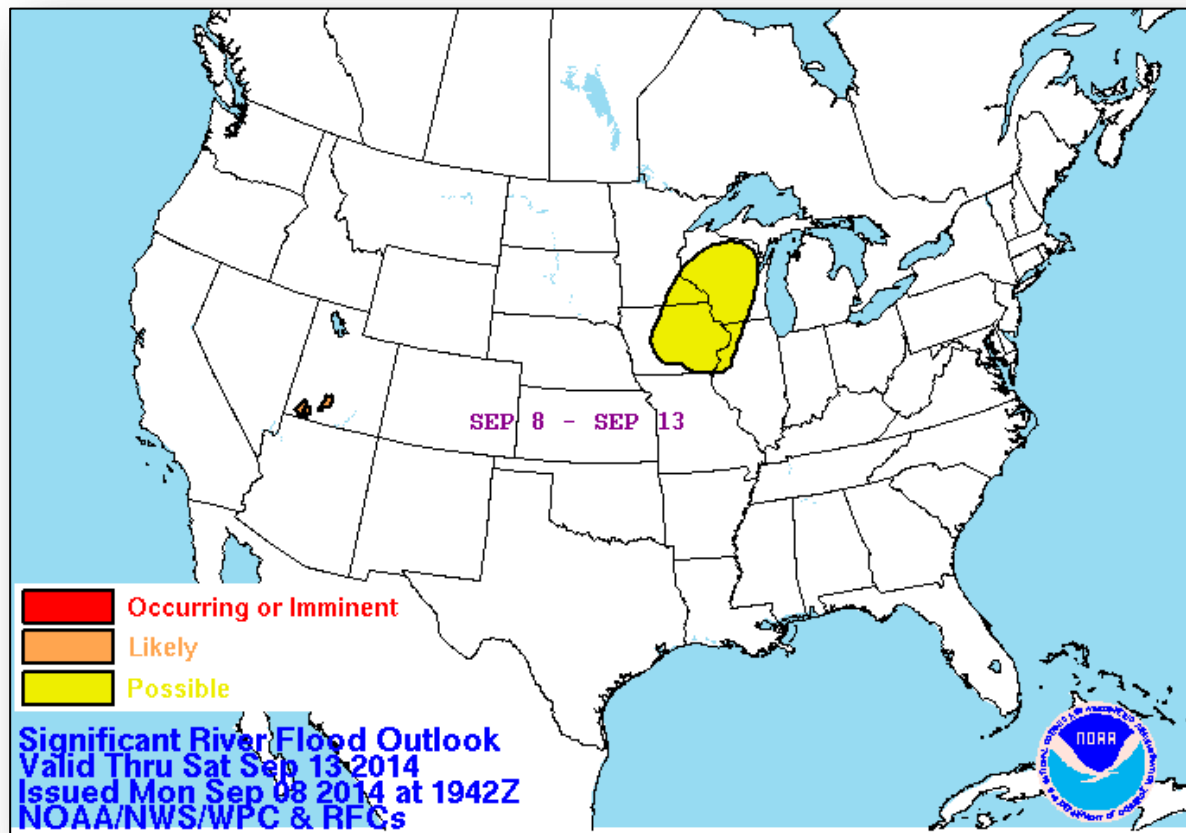 SEP 8 - SEP 13
Occurring or Imminent
Likely
Possible
Significant River Flood Outlook
Valid Thru Sat Sep 13 2014
Issued Mon Sep 08 2014 at 1942Z
NOAA/NWS/WPC & RFCs
NOAA